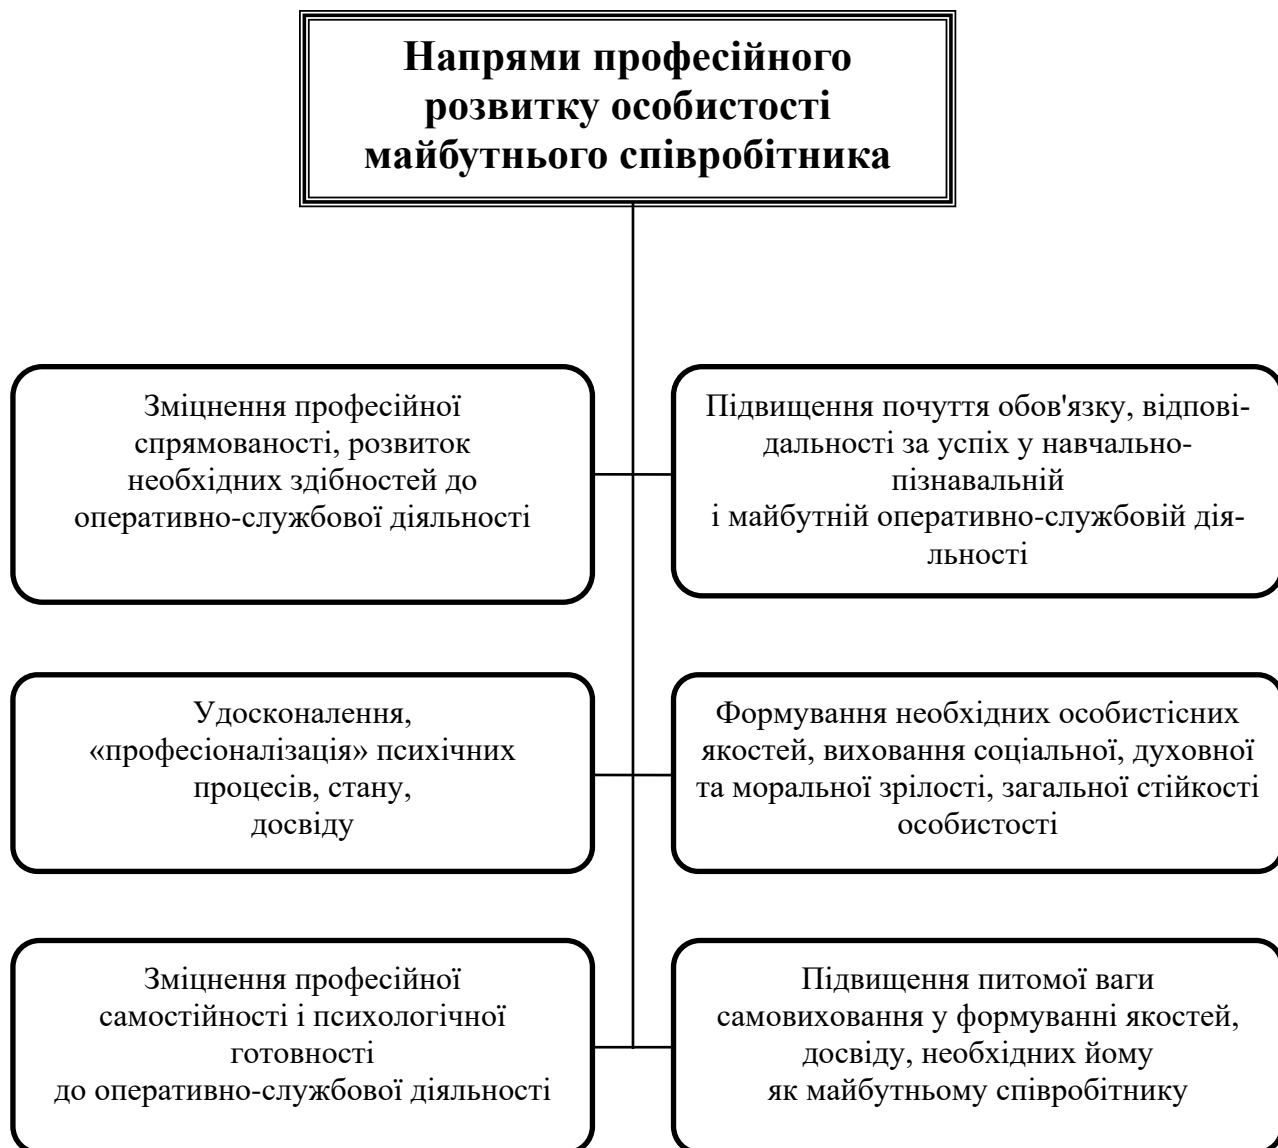 Напрями професійного
розвитку особистості
майбутнього співробітника
Зміцнення професійної
спрямованості, розвиток
необхідних здібностей до
оперативно-службової діяльності
Підвищення почуття обов'язку, відпові-
дальності за успіх у навчально-
пізнавальній
і майбутній оперативно-службовій дія-
льності
Удосконалення,
«професіоналізація» психічних
процесів, стану,
досвіду
Формування необхідних особистісних
якостей, виховання соціальної, духовної
та моральної зрілості, загальної стійкості
особистості
Зміцнення професійної
самостійності і психологічної
готовності
до оперативно-службової діяльності
Підвищення питомої ваги
самовиховання у формуванні якостей,
досвіду, необхідних йому
як майбутньому співробітнику